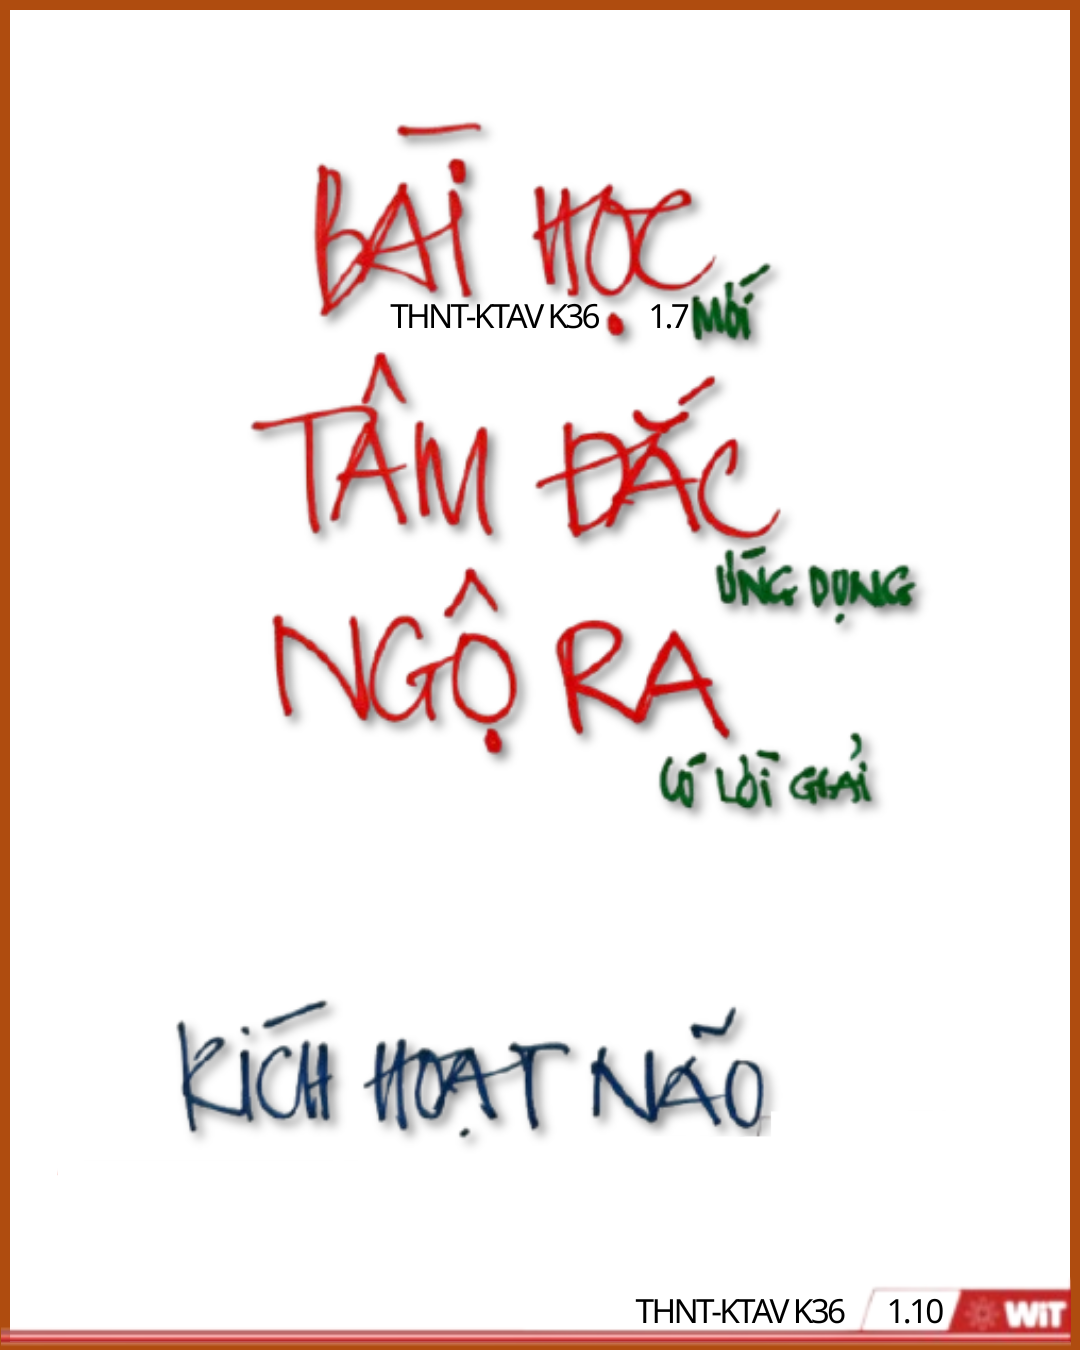 BÀI HỌC
THNT-KTAV K36 1.7 MỚI
TÂM ĐẮC
ỨNG DỤNG
NGỘ RA
CÓ LỜI GIẢI
KÍCH HOẠT NÃO
THNT-KTAV K36 1.10 WiT